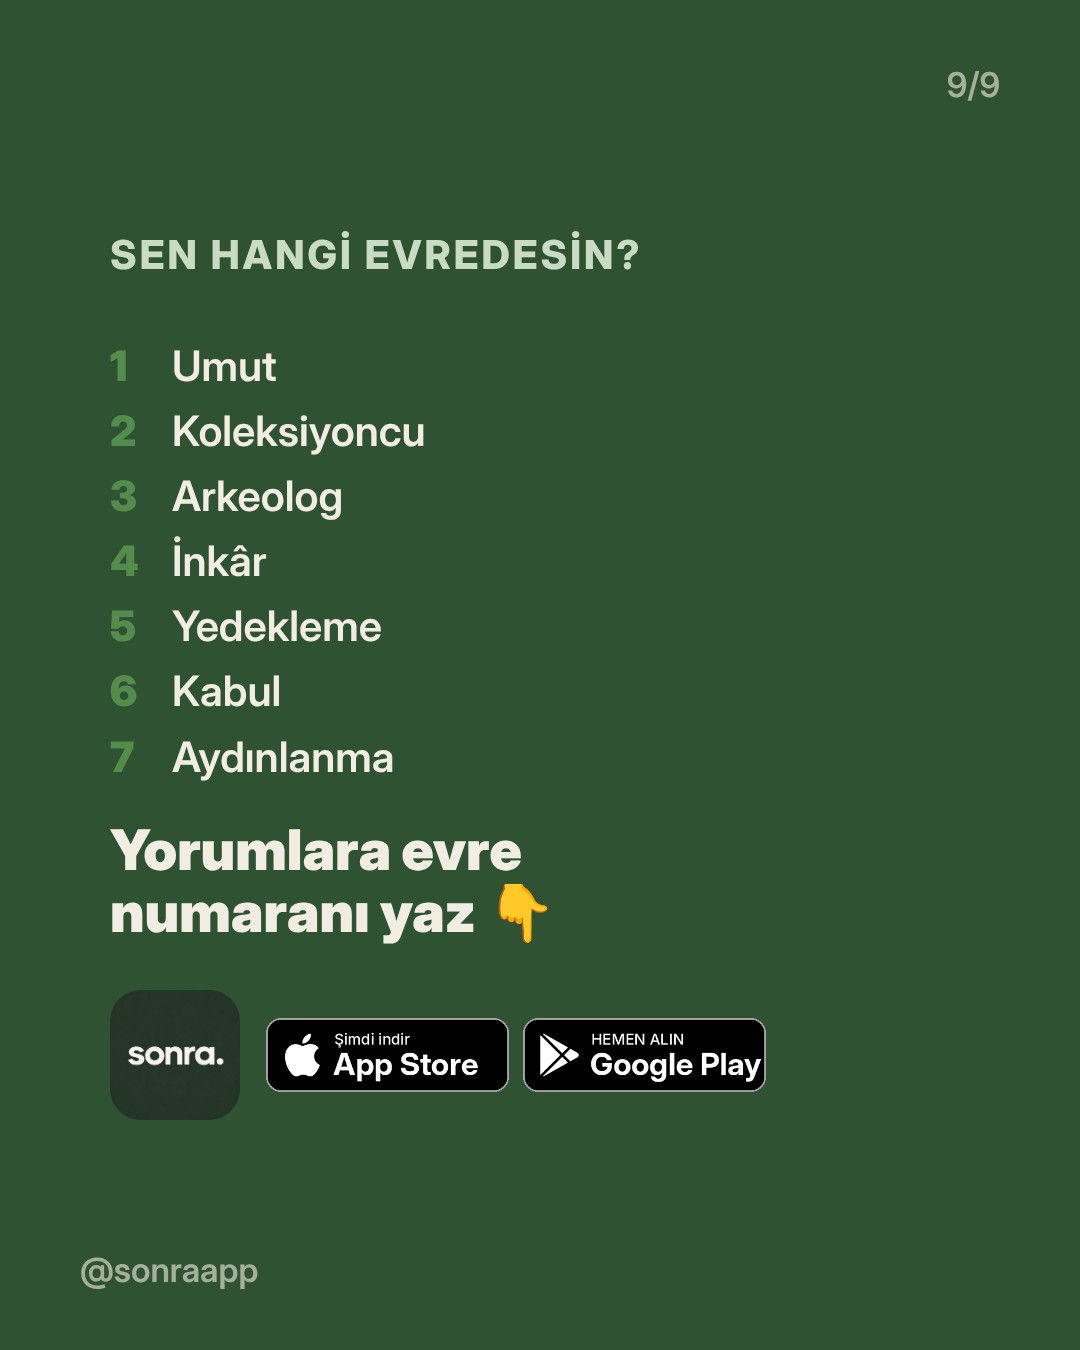 9/9
SEN HANGİ EVREDESİN?
1 Umut
2 Koleksiyoncu
3 Arkeolog
4 İnkâr
5 Yedekleme
6 Kabul
7 Aydınlanma
Yorumlara evre
numaranı yaz 👇
sonra.
Şimdi indir
App Store
HEMEN ALIN
Google Play
@sonraapp